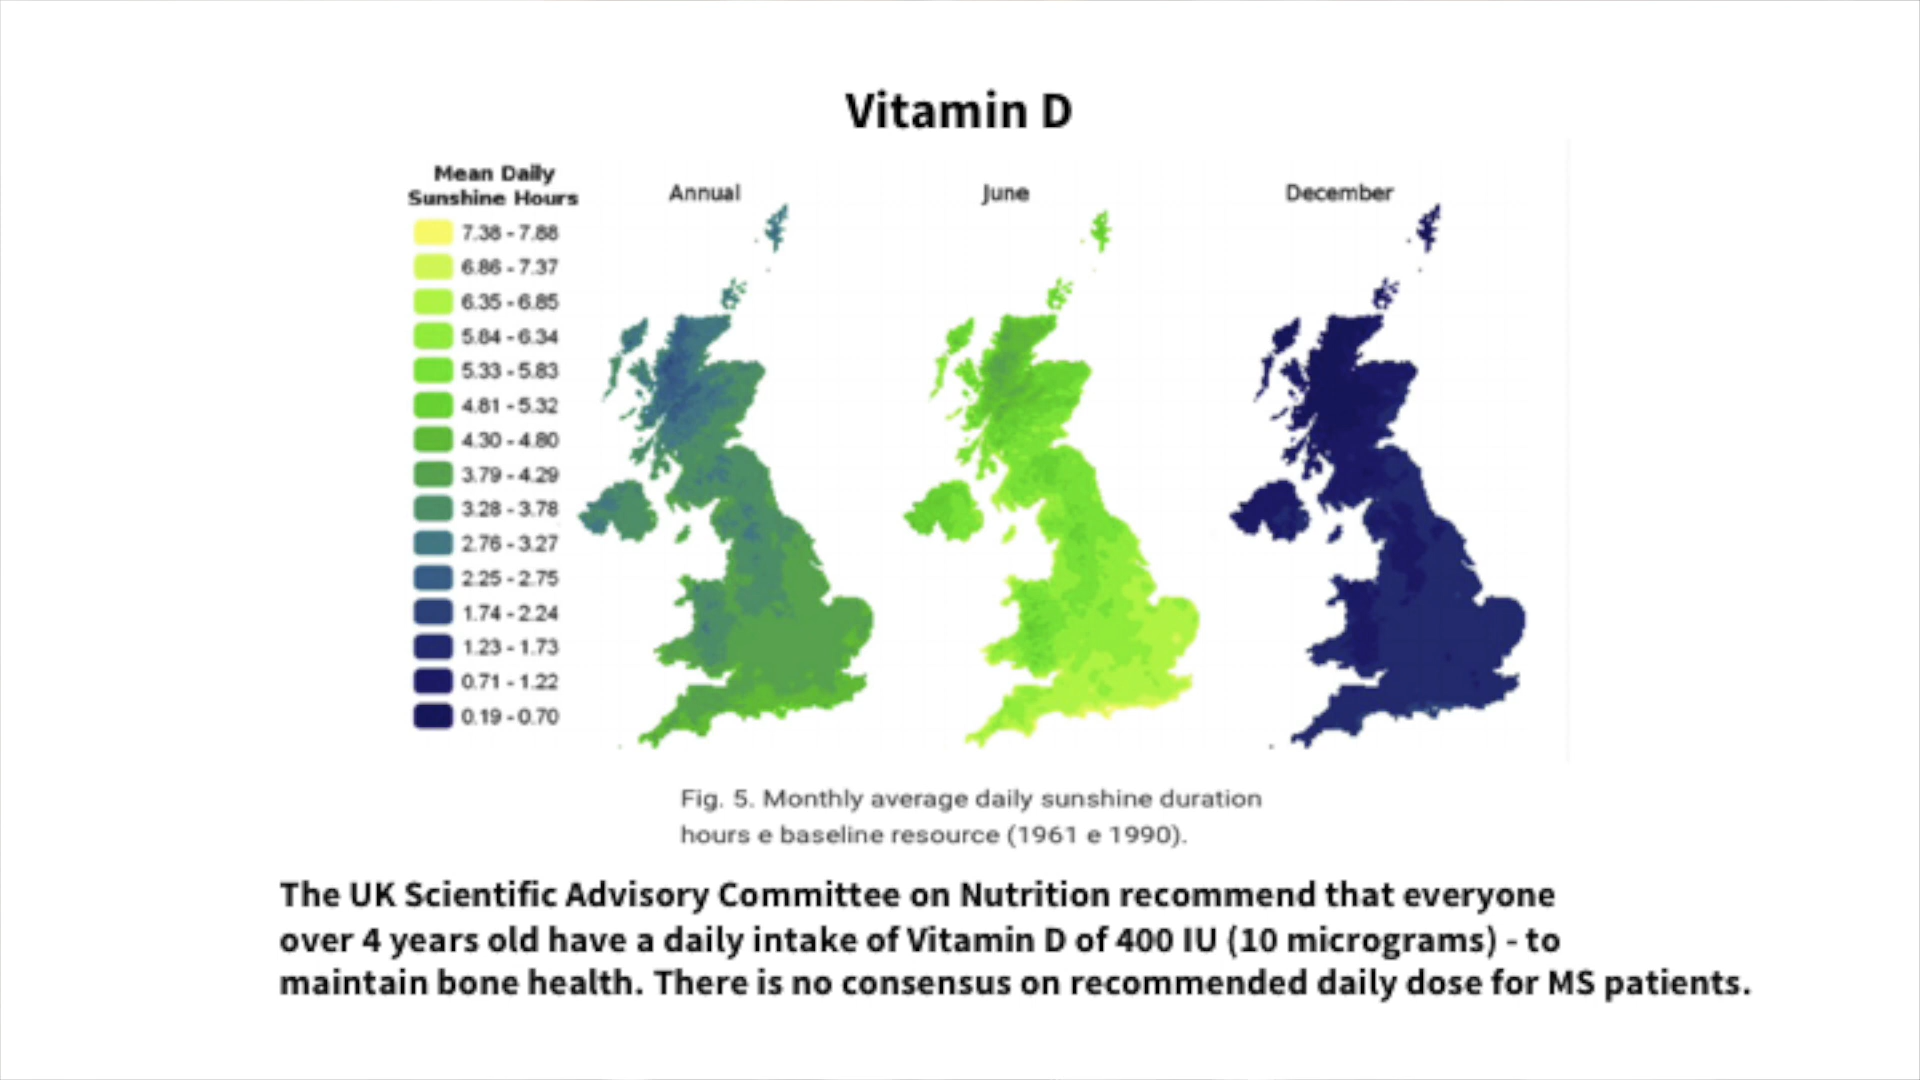 Vitamin D
Mean Daily
Sunshine Hours
7.38 - 7.88
6.86 - 7.37
6.35 - 6.85
5.84 - 6.34
5.33 - 5.83
4.81 - 5.32
4.30 - 4.80
3.79 - 4.29
3.28 - 3.78
2.76 - 3.27
2.25 - 2.75
1.74 - 2.24
1.23 - 1.73
0.71 - 1.22
0.19 - 0.70
Annual
June
December
Fig. 5. Monthly average daily sunshine duration
hours e baseline resource (1961 e 1990).
The UK Scientific Advisory Committee on Nutrition recommend that everyone
over 4 years old have a daily intake of Vitamin D of 400 IU (10 micrograms) - to
maintain bone health. There is no consensus on recommended daily dose for MS patients.